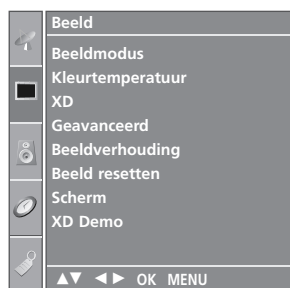 Beeld
Beeldmodus
Kleurtemperatuur
XD
Geavanceerd
Beeldverhouding
Beeld resetten
Scherm
XD Demo
▲▼ ◄► OK MENU